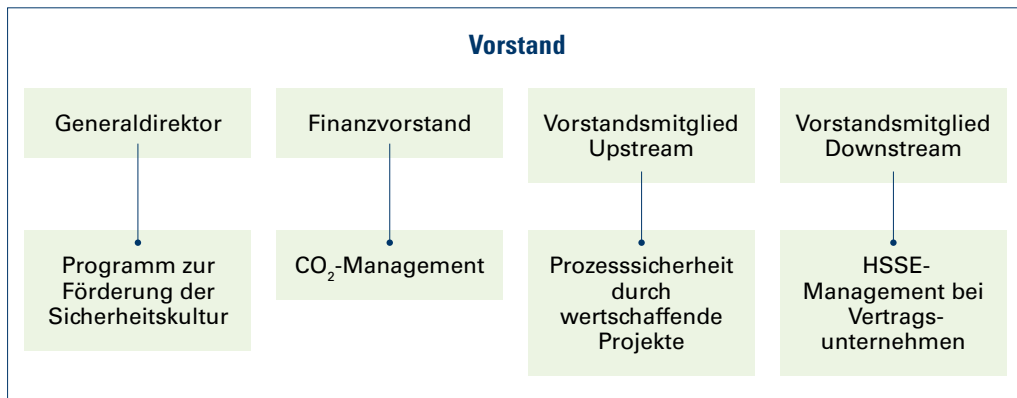 Vorstand
Generaldirektor
Finanzvorstand
Vorstandsmitglied
Upstream
Vorstandsmitglied
Downstream
Programm zur
Förderung der
Sicherheitskultur
CO₂-Management
Prozesssicherheit
durch
wertschaffende
Projekte
HSSE-
Management bei
Vertrags-
unternehmen